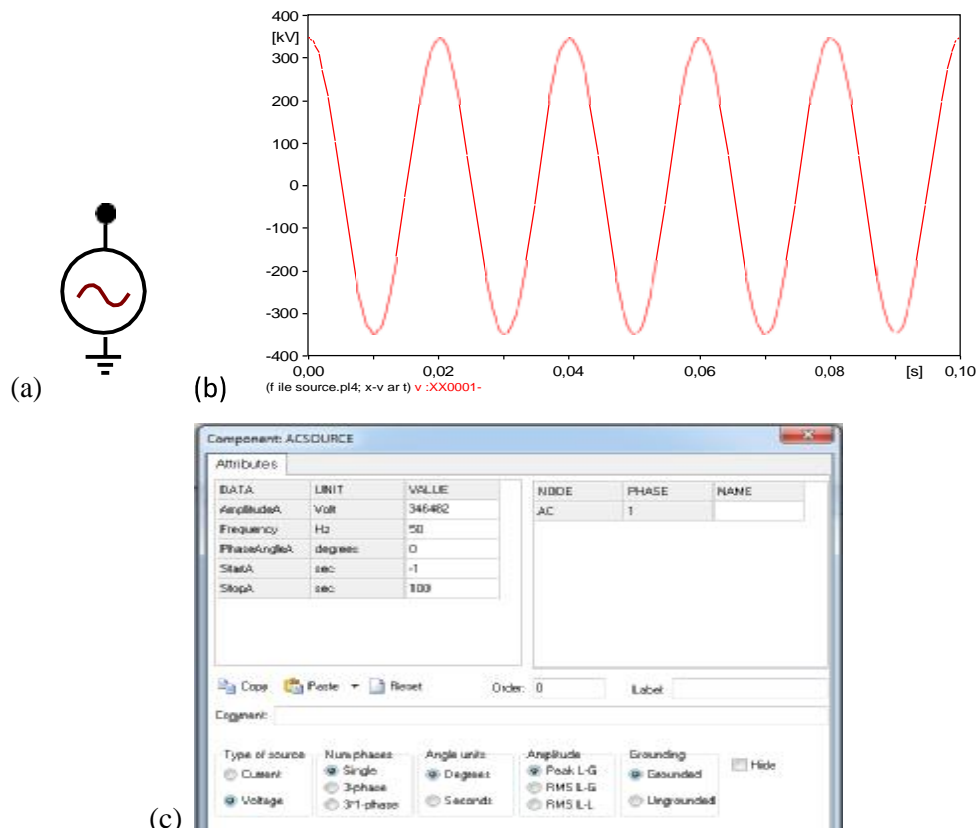 400
[kV]
300
200
100
0
-100
-200
-300
-400
0,00 0,02 0,04 0,06 0,08 [s] 0,10
(f ile source.pl4; x-v ar t) v :XX0001-
(a) (b)
Component: ACSOURCE
Attributes
DATA UNIT VALUE
AmplitudeA Volt 346482
Frequency Hz 50
PhaseAngleA degrees 0
StartA sec -1
StopA sec 100
NODE PHASE NAME
AC 1
Copy Paste Reset Order: 0 Label:
Comment:
Type of source Num phases Angle units Amplitude Grounding
Current Single Degrees Peak L-G Grounded Hide
3-phase RMS L-G
Voltage 3*1-phase Seconds RMS L-L Ungrounded
(c)